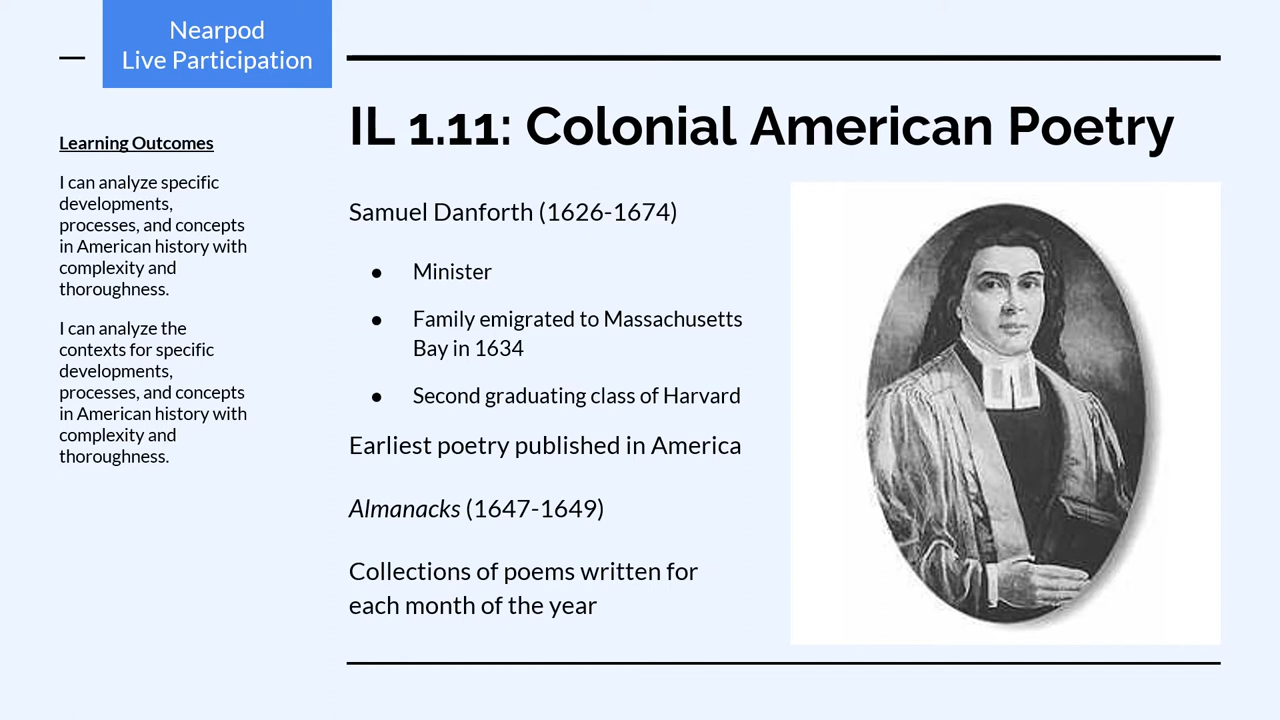 Nearpod
Live Participation
IL 1.11: Colonial American Poetry
Learning Outcomes
I can analyze specific
developments,
processes, and concepts
in American history with
complexity and
thoroughness.
I can analyze the
contexts for specific
developments,
processes, and concepts
in American history with
complexity and
thoroughness.
Samuel Danforth (1626-1674)
● Minister
● Family emigrated to Massachusetts
Bay in 1634
● Second graduating class of Harvard
Earliest poetry published in America
Almanacks (1647-1649)
Collections of poems written for
each month of the year